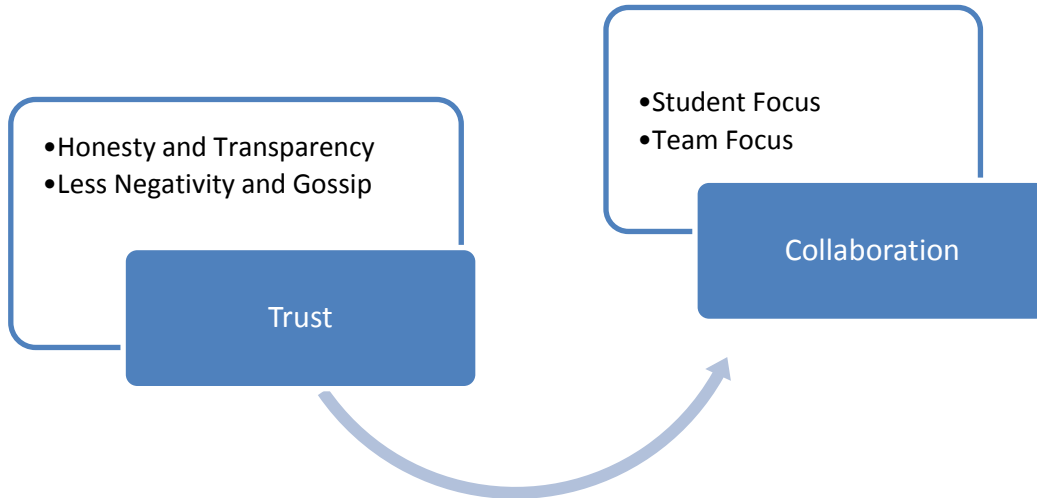 •Honesty and Transparency
•Less Negativity and Gossip
Trust
•Student Focus
•Team Focus
Collaboration